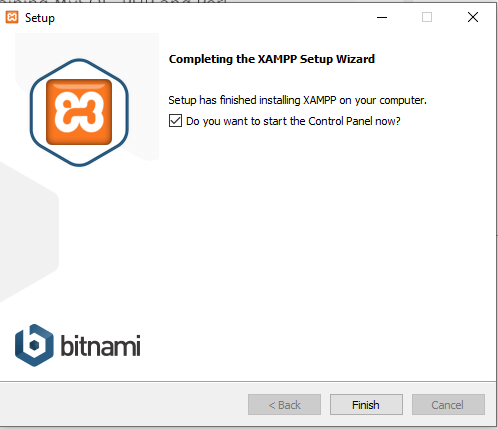 Setup
Completing the XAMPP Setup Wizard
Setup has finished installing XAMPP on your computer.
Do you want to start the Control Panel now?
bitnami
< Back
Finish
Cancel